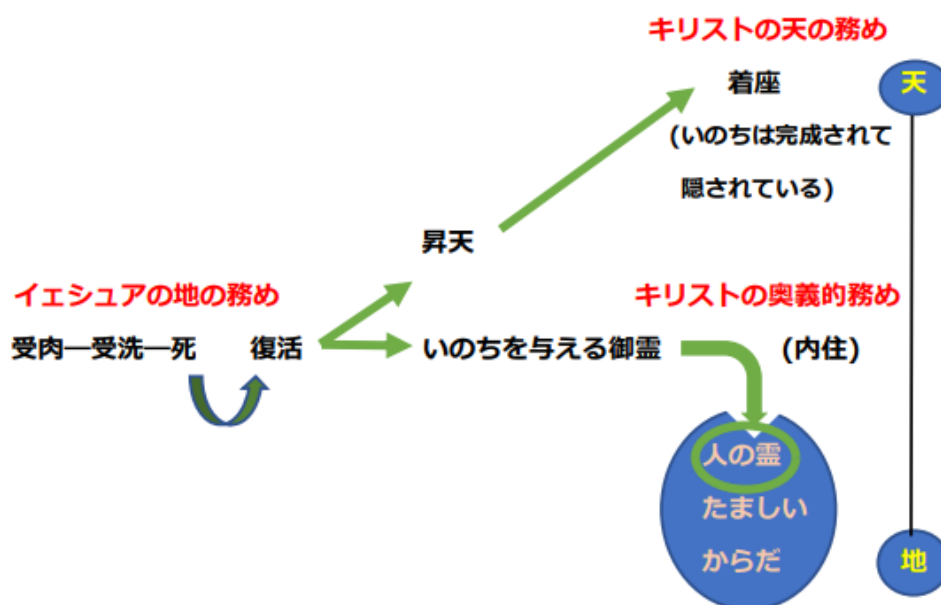 キリストの天の務め
着座
天
(いのちは完成されて
隠されている)
昇天
イェシュアの地の務め
キリストの奥義的務め
受肉―受洗―死 復活 いのちを与える御霊 (内住)
人の霊
たましい
からだ
地